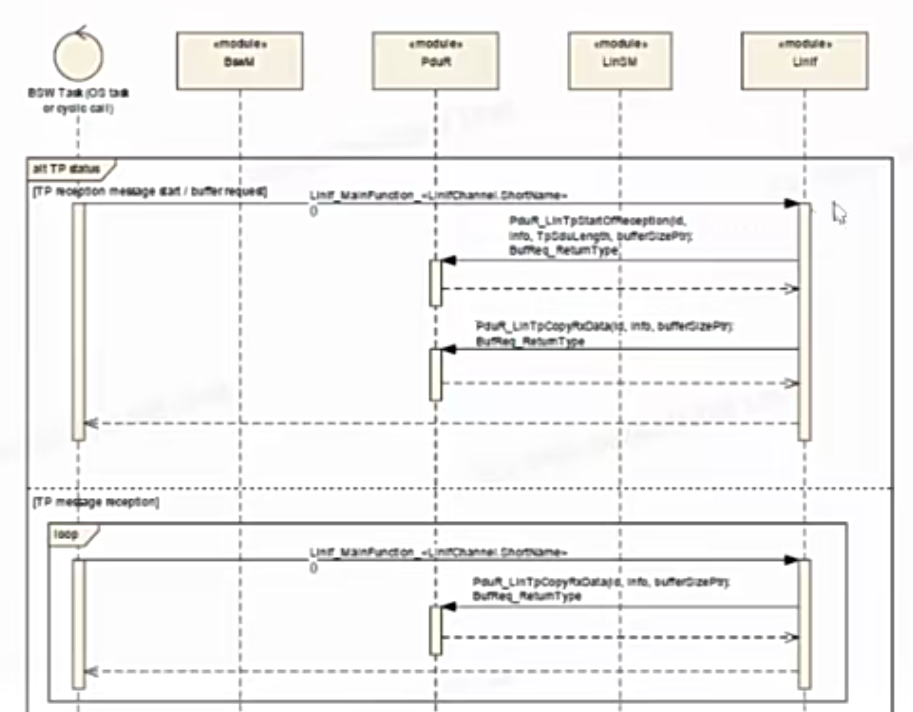 «module»
BswM
«module»
PduR
«module»
LinSM
«module»
LinIf
BSW Task (OS task
or cyclic call)
alt TP status
[TP reception message start / buffer request]
LinIf_MainFunction_<LinIfChannel.ShortName>
()
PduR_LinTpStartOfReception(id,
info, TpSduLength, bufferSizePtr):
BufReq_ReturnType
PduR_LinTpCopyRxData(id, info, bufferSizePtr):
BufReq_ReturnType
[TP message reception]
loop
LinIf_MainFunction_<LinIfChannel.ShortName>
()
PduR_LinTpCopyRxData(id, info, bufferSizePtr):
BufReq_ReturnType